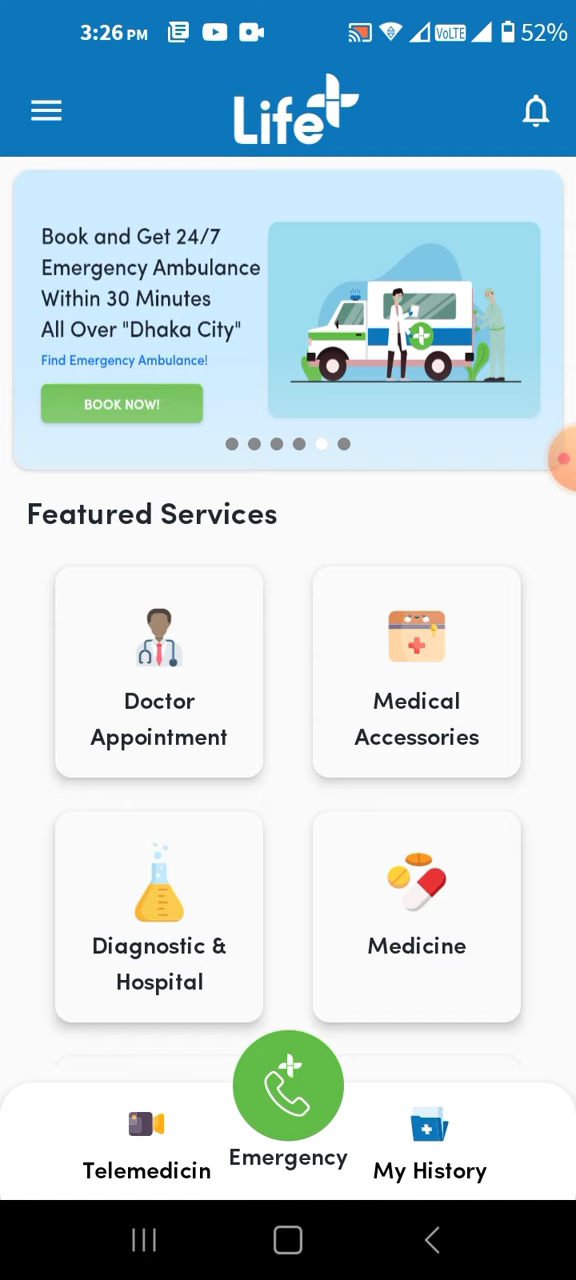 3:26 PM
VoLTE
52%
Life
Book and Get 24/7
Emergency Ambulance
Within 30 Minutes
All Over "Dhaka City"
Find Emergency Ambulance!
BOOK NOW!
Featured Services
Doctor
Appointment
Medical
Accessories
Diagnostic &
Hospital
Medicine
Telemedicin
Emergency
My History